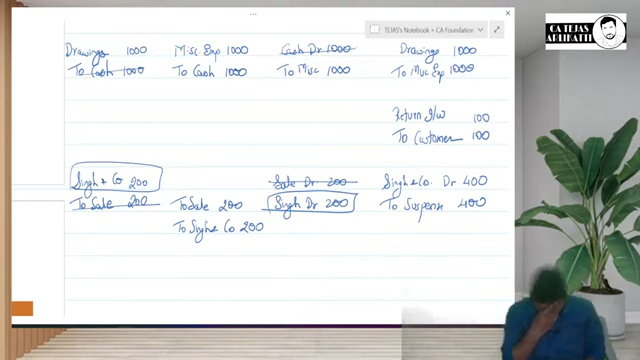 TEJAS's Notebook > CA Foundation
CA TEJAS
Drawings 1000 Misc. Exp 1000 Cash Dr 1000 Drawings 1000
To Cash 1000 To Cash 1000 To Misc 1000 To Misc Exp 1000
Return I/w 100
To Customer 100
Singh & Co 200 Sale Dr 200 Singh & Co. Dr 400
To Sale 200 To Sale 200 Singh Dr 200 To Suspense 400
To Singh & Co 200